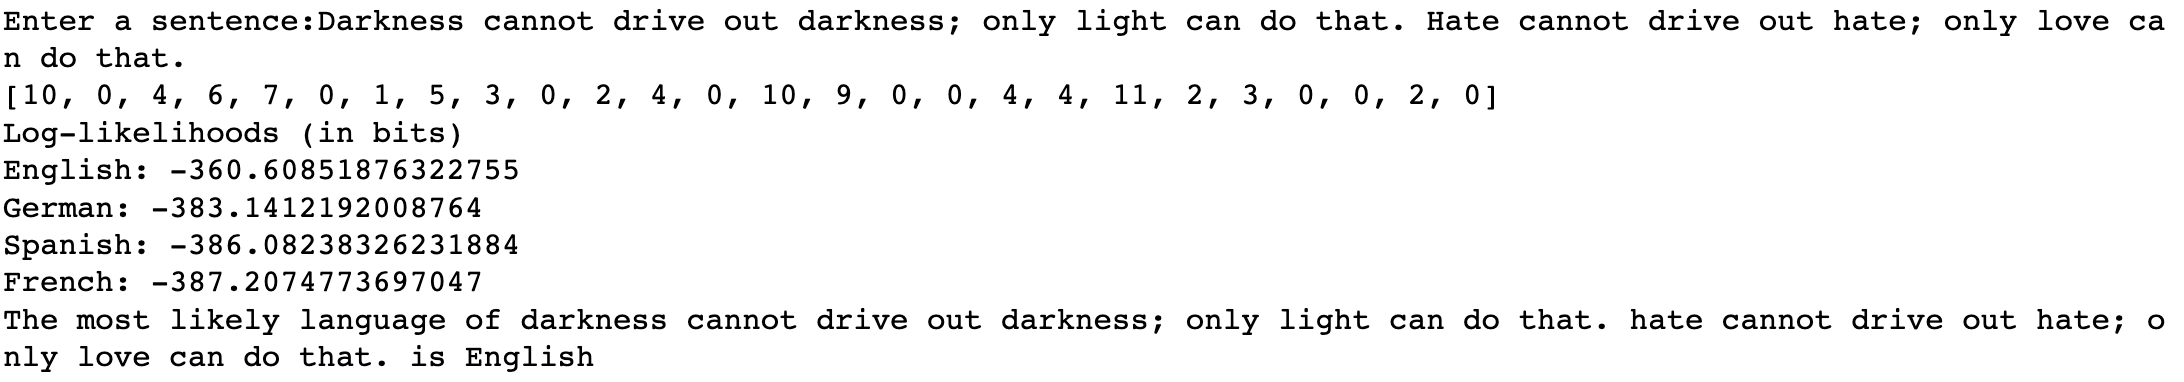 Enter a sentence:Darkness cannot drive out darkness; only light can do that. Hate cannot drive out hate; only love ca
n do that.
[10, 0, 4, 6, 7, 0, 1, 5, 3, 0, 2, 4, 0, 10, 9, 0, 0, 4, 4, 11, 2, 3, 0, 0, 2, 0]
Log-likelihoods (in bits)
English: -360.60851876322755
German: -383.1412192008764
Spanish: -386.08238326231884
French: -387.2074773697047
The most likely language of darkness cannot drive out darkness; only light can do that. hate cannot drive out hate; o
nly love can do that. is English